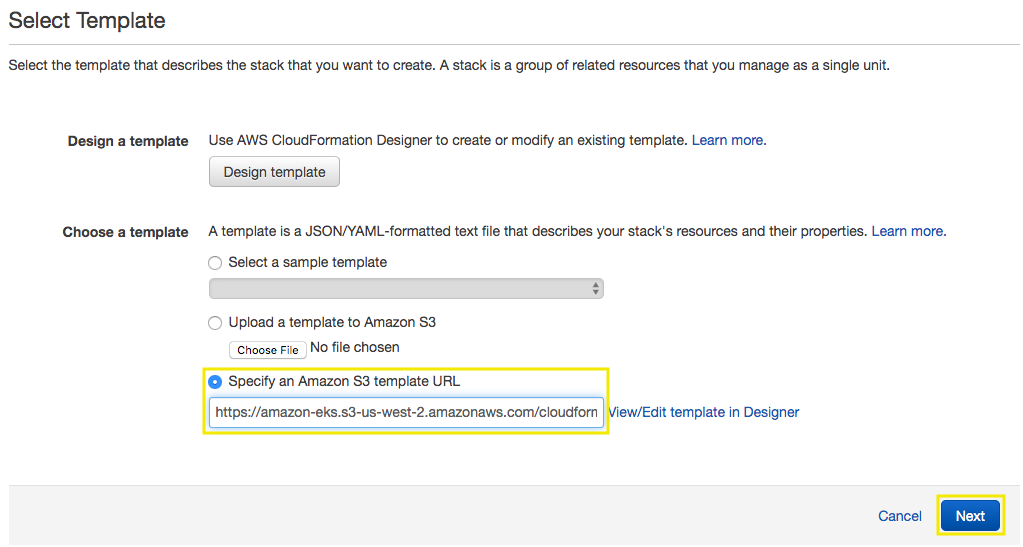 Select Template
Select the template that describes the stack that you want to create. A stack is a group of related resources that you manage as a single unit.
Design a template
Use AWS CloudFormation Designer to create or modify an existing template. Learn more.
Design template
Choose a template
A template is a JSON/YAML-formatted text file that describes your stack's resources and their properties. Learn more.
Select a sample template
Upload a template to Amazon S3
Choose File No file chosen
Specify an Amazon S3 template URL
https://amazon-eks.s3-us-west-2.amazonaws.com/cloudforn View/Edit template in Designer
Cancel Next